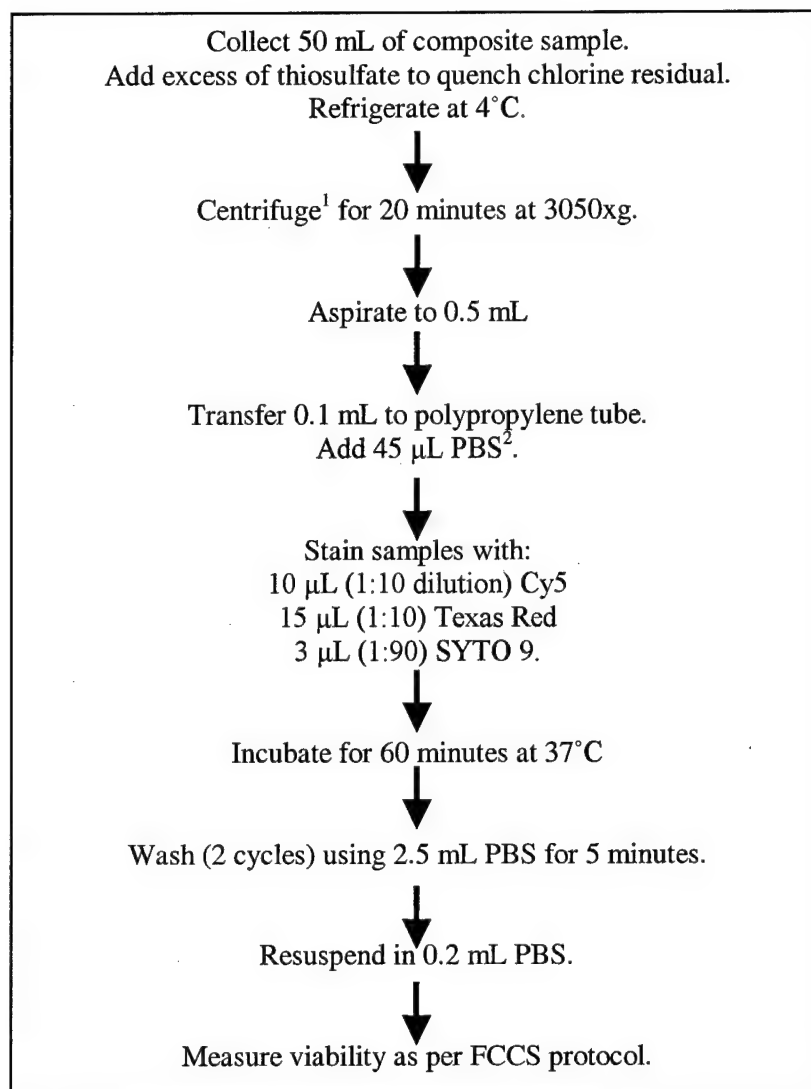 Collect 50 mL of composite sample.
Add excess of thiosulfate to quench chlorine residual.
Refrigerate at 4°C.
Centrifuge¹ for 20 minutes at 3050xg.
Aspirate to 0.5 mL
Transfer 0.1 mL to polypropylene tube.
Add 45 μL PBS².
Stain samples with:
10 μL (1:10 dilution) Cy5
15 μL (1:10) Texas Red
3 μL (1:90) SYTO 9.
Incubate for 60 minutes at 37°C
Wash (2 cycles) using 2.5 mL PBS for 5 minutes.
Resuspend in 0.2 mL PBS.
Measure viability as per FCCS protocol.